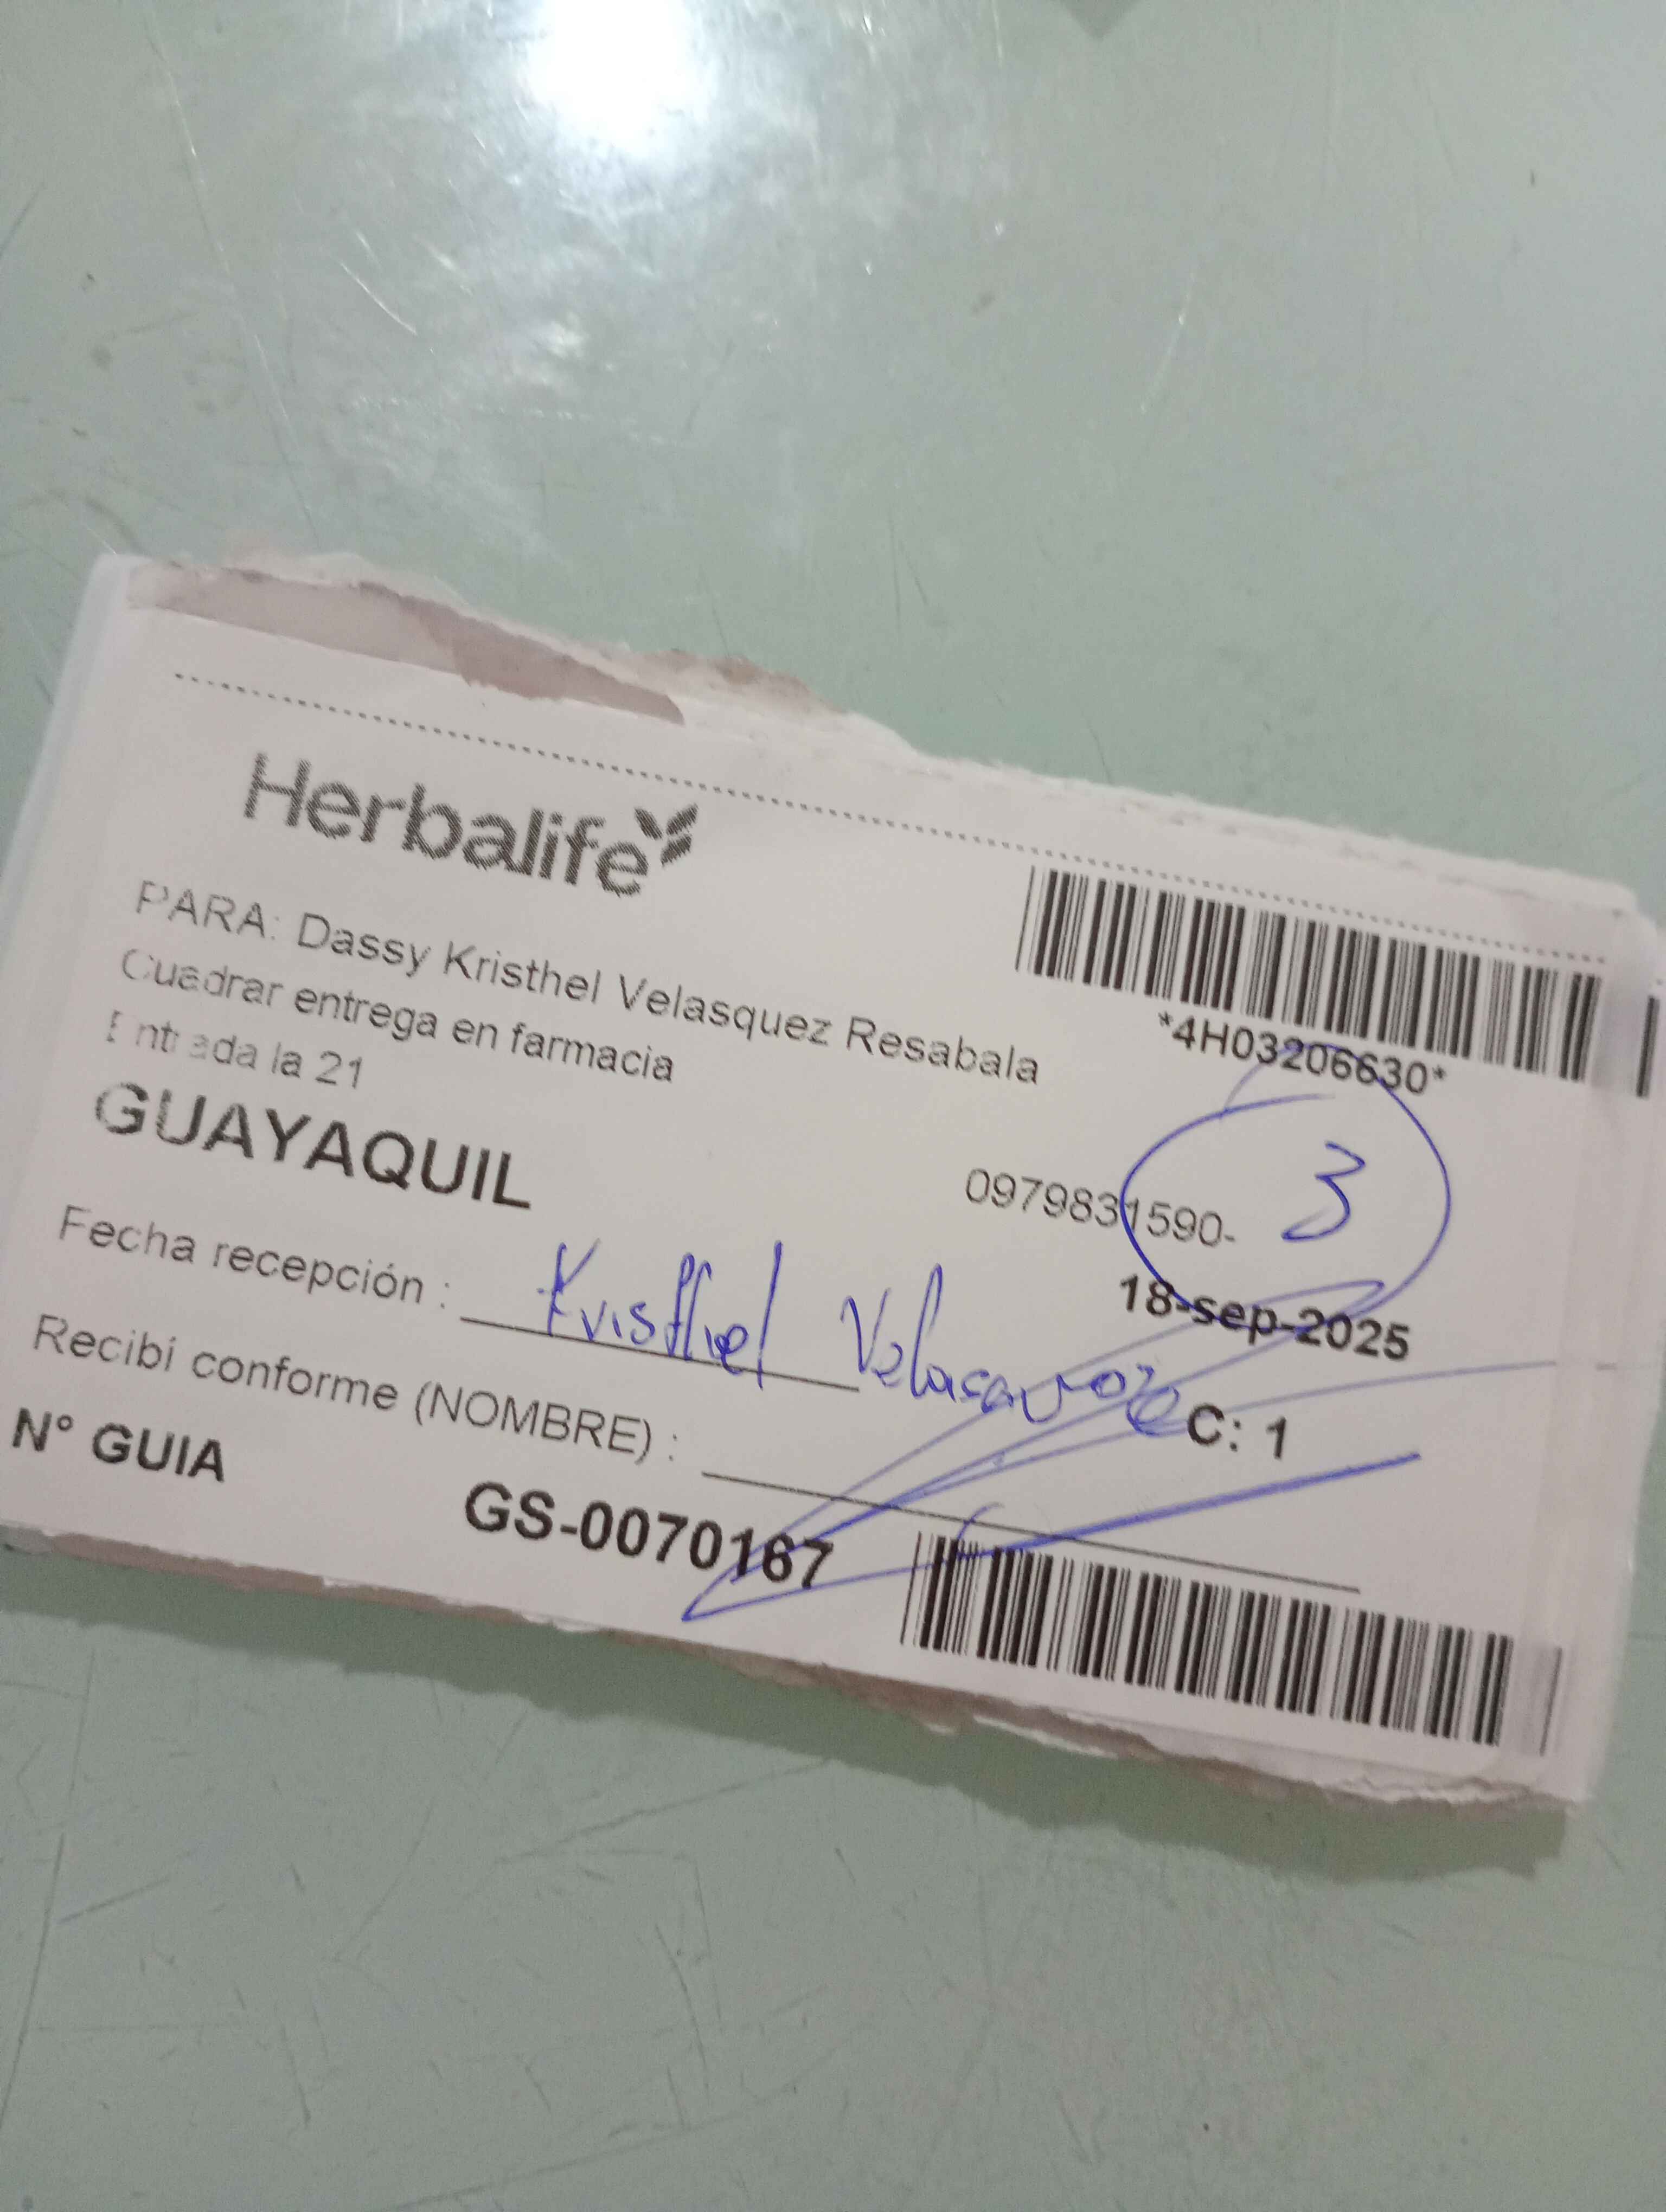 Herbalife
PARA: Dassy Kristhel Velasquez Resabala
*4H03206630*
Cuadrar entrega en farmacia
Entrada la 21
GUAYAQUIL
0979831590-
3
18-sep-2025
Fecha recepción :
Kristhel Velasquez
C: 1
Recibí conforme (NOMBRE) :
N° GUIA
GS-0070167